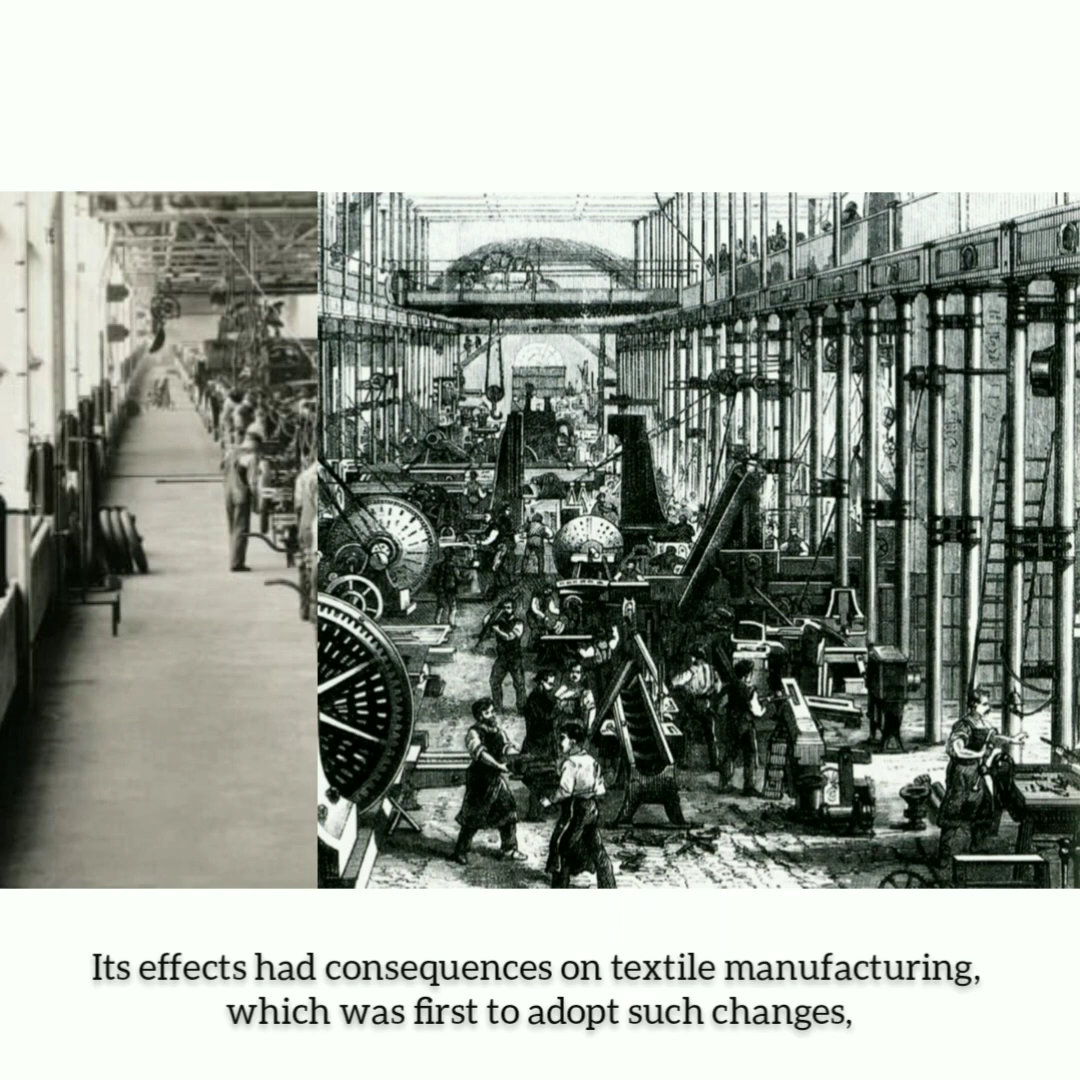 Its effects had consequences on textile manufacturing,
which was first to adopt such changes,